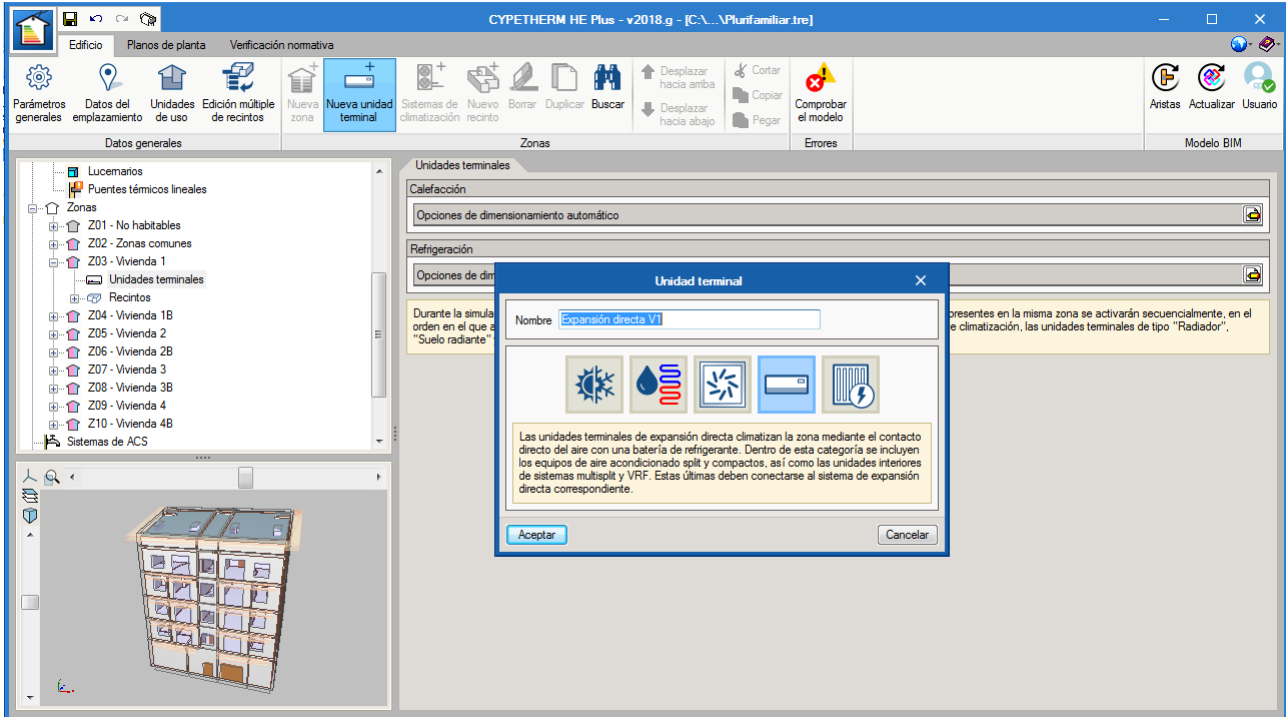 CYPETHERM HE Plus - v2018.g - [C:\...\Plurifamiliar.tre]
Edificio Planos de planta Verificación normativa
Parámetros generales
Datos del emplazamiento
Unidades de uso
Edición múltiple de recintos
Nueva zona
Nueva unidad terminal
Sistemas de climatización
Nuevo recinto
Borrar
Duplicar
Buscar
Desplazar hacia arriba
Desplazar hacia abajo
Cortar
Copiar
Pegar
Comprobar el modelo
Aristas
Actualizar
Usuario
Datos generales
Zonas
Errores
Modelo BIM
Lucernarios
Puentes térmicos lineales
Zonas
Z01 - No habitables
Z02 - Zonas comunes
Z03 - Vivienda 1
Unidades terminales
Recintos
Z04 - Vivienda 1B
Z05 - Vivienda 2
Z06 - Vivienda 2B
Z07 - Vivienda 3
Z08 - Vivienda 3B
Z09 - Vivienda 4
Z10 - Vivienda 4B
Sistemas de ACS
Unidades terminales
Calefacción
Opciones de dimensionamiento automático
Refrigeración
Opciones de dim
Durante la simula
presentes en la misma zona se activarán secuencialmente, en el
orden en el que a
e climatización, las unidades terminales de tipo "Radiador",
"Suelo radiante"
Unidad terminal
Nombre Expansión directa V1
Las unidades terminales de expansión directa climatizan la zona mediante el contacto
directo del aire con una batería de refrigerante. Dentro de esta categoría se incluyen
los equipos de aire acondicionado split y compactos, así como las unidades interiores
de sistemas multisplit y VRF. Estas últimas deben conectarse al sistema de expansión
directa correspondiente.
Aceptar
Cancelar